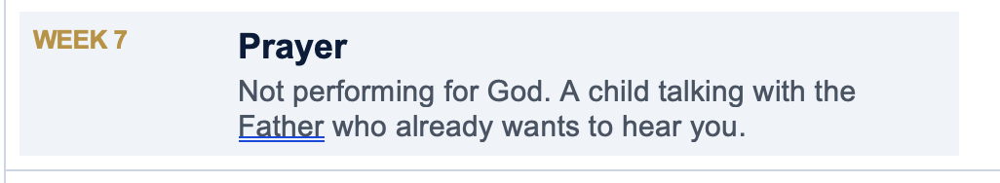 WEEK 7
Prayer
Not performing for God. A child talking with the
Father who already wants to hear you.